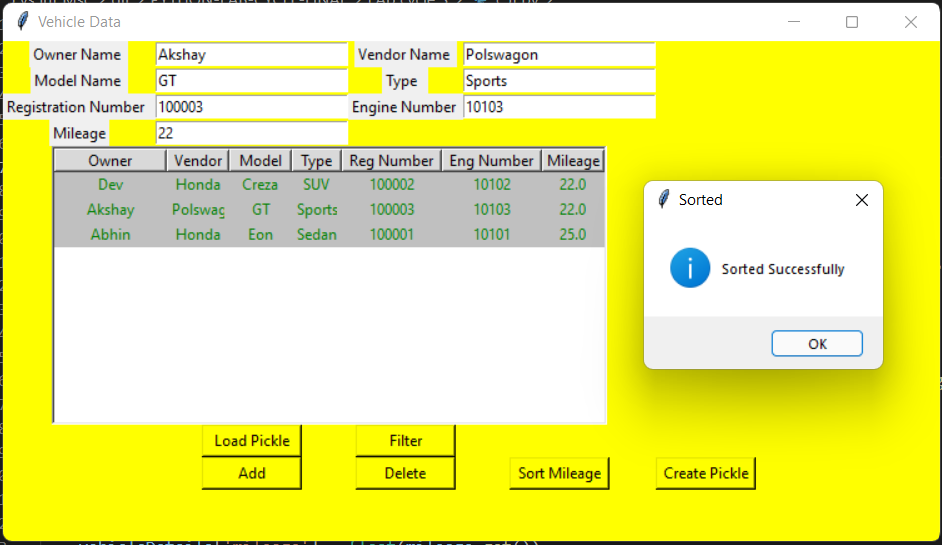 Vehicle Data
Owner Name Akshay Vendor Name Polswagon
Model Name GT Type Sports
Registration Number 100003 Engine Number 10103
Mileage 22
Owner Vendor Model Type Reg Number Eng Number Mileage
Dev Honda Creza SUV 100002 10102 22.0
Akshay Polswag GT Sports 100003 10103 22.0
Abhin Honda Eon Sedan 100001 10101 25.0
Sorted
Sorted Successfully
OK
Load Pickle Filter
Add Delete Sort Mileage Create Pickle